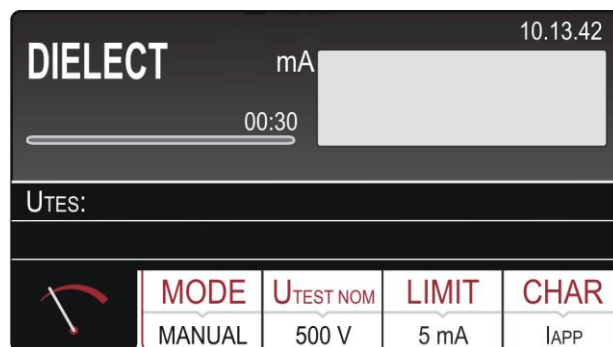 10.13.42
DIELECT
mA
00:30
UTES:
MODE UTEST NOM LIMIT CHAR
MANUAL 500 V 5 mA IAPP